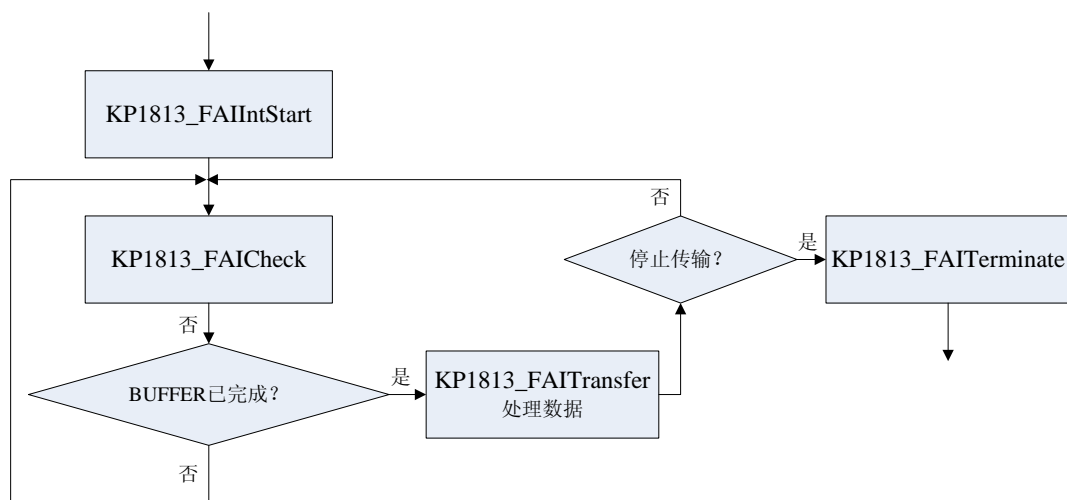 KP1813_FAIIntStart
否
KP1813_FAICheck
停止传输？
是
KP1813_FAITerminate
否
BUFFER已完成？
是
KP1813_FAITransfer
处理数据
否